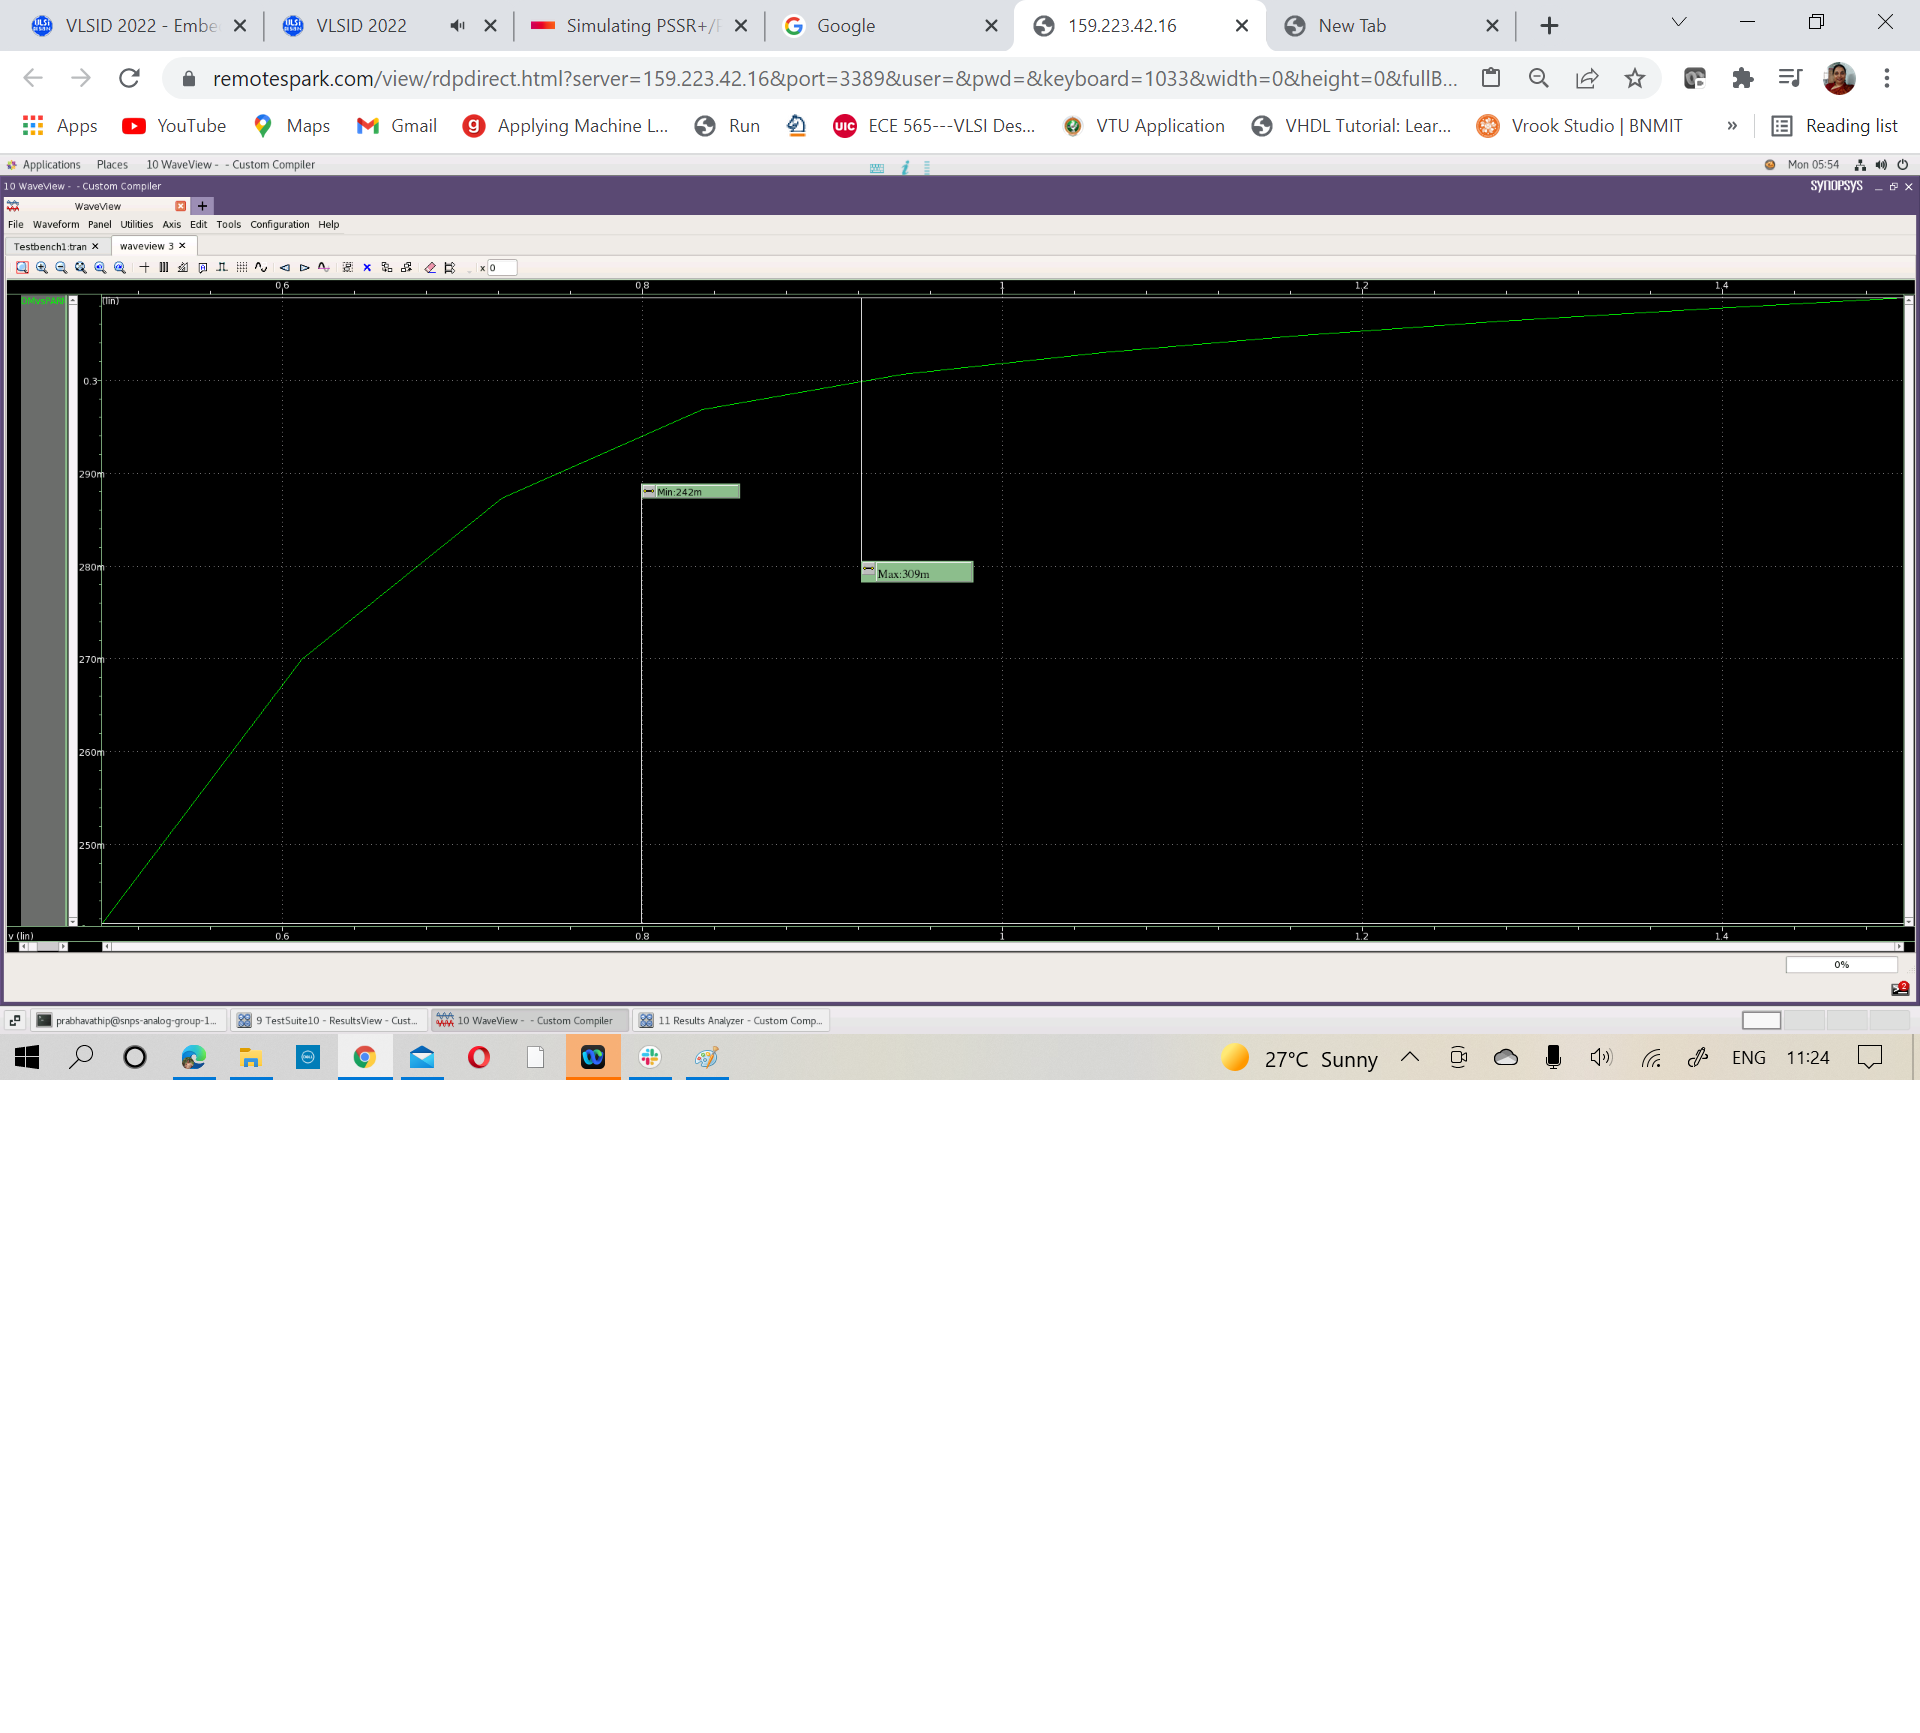 VLSID 2022 - Embe
VLSID 2022
Simulating PSSR+/
Google
159.223.42.16
New Tab
remotespark.com/view/rdpdirect.html?server=159.223.42.16&port=3389&user=&pwd=&keyboard=1033&width=0&height=0&fullB...
Apps
YouTube
Maps
Gmail
Applying Machine L...
Run
UIC
ECE 565---VLSI Des...
VTU Application
VHDL Tutorial: Lear...
Vrook Studio | BNMIT
»
Reading list
Applications Places 10 WaveView - - Custom Compiler
Mon 05:54
10 WaveView - - Custom Compiler
SYNOPSYS
WaveView
File Waveform Panel Utilities Axis Edit Tools Configuration Help
Testbench1:tran
waveview 3
x 0
0.6 0.8 1 1.2 1.4
(lin)
0.3
290m
Min:242m
280m
Max:309m
270m
260m
250m
v (lin)
0.6 0.8 1 1.2 1.4
0%
2
prabhavathip@snps-analog-group-1...
9 TestSuite10 - ResultsView - Cust...
10 WaveView - - Custom Compiler
11 Results Analyzer - Custom Comp...
27°C Sunny
ENG
11:24